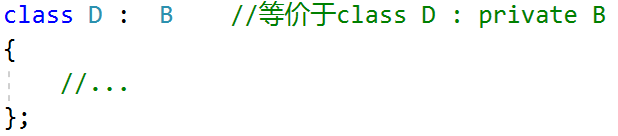 class D :  B    //等价于class D : private B
{
    //...
};